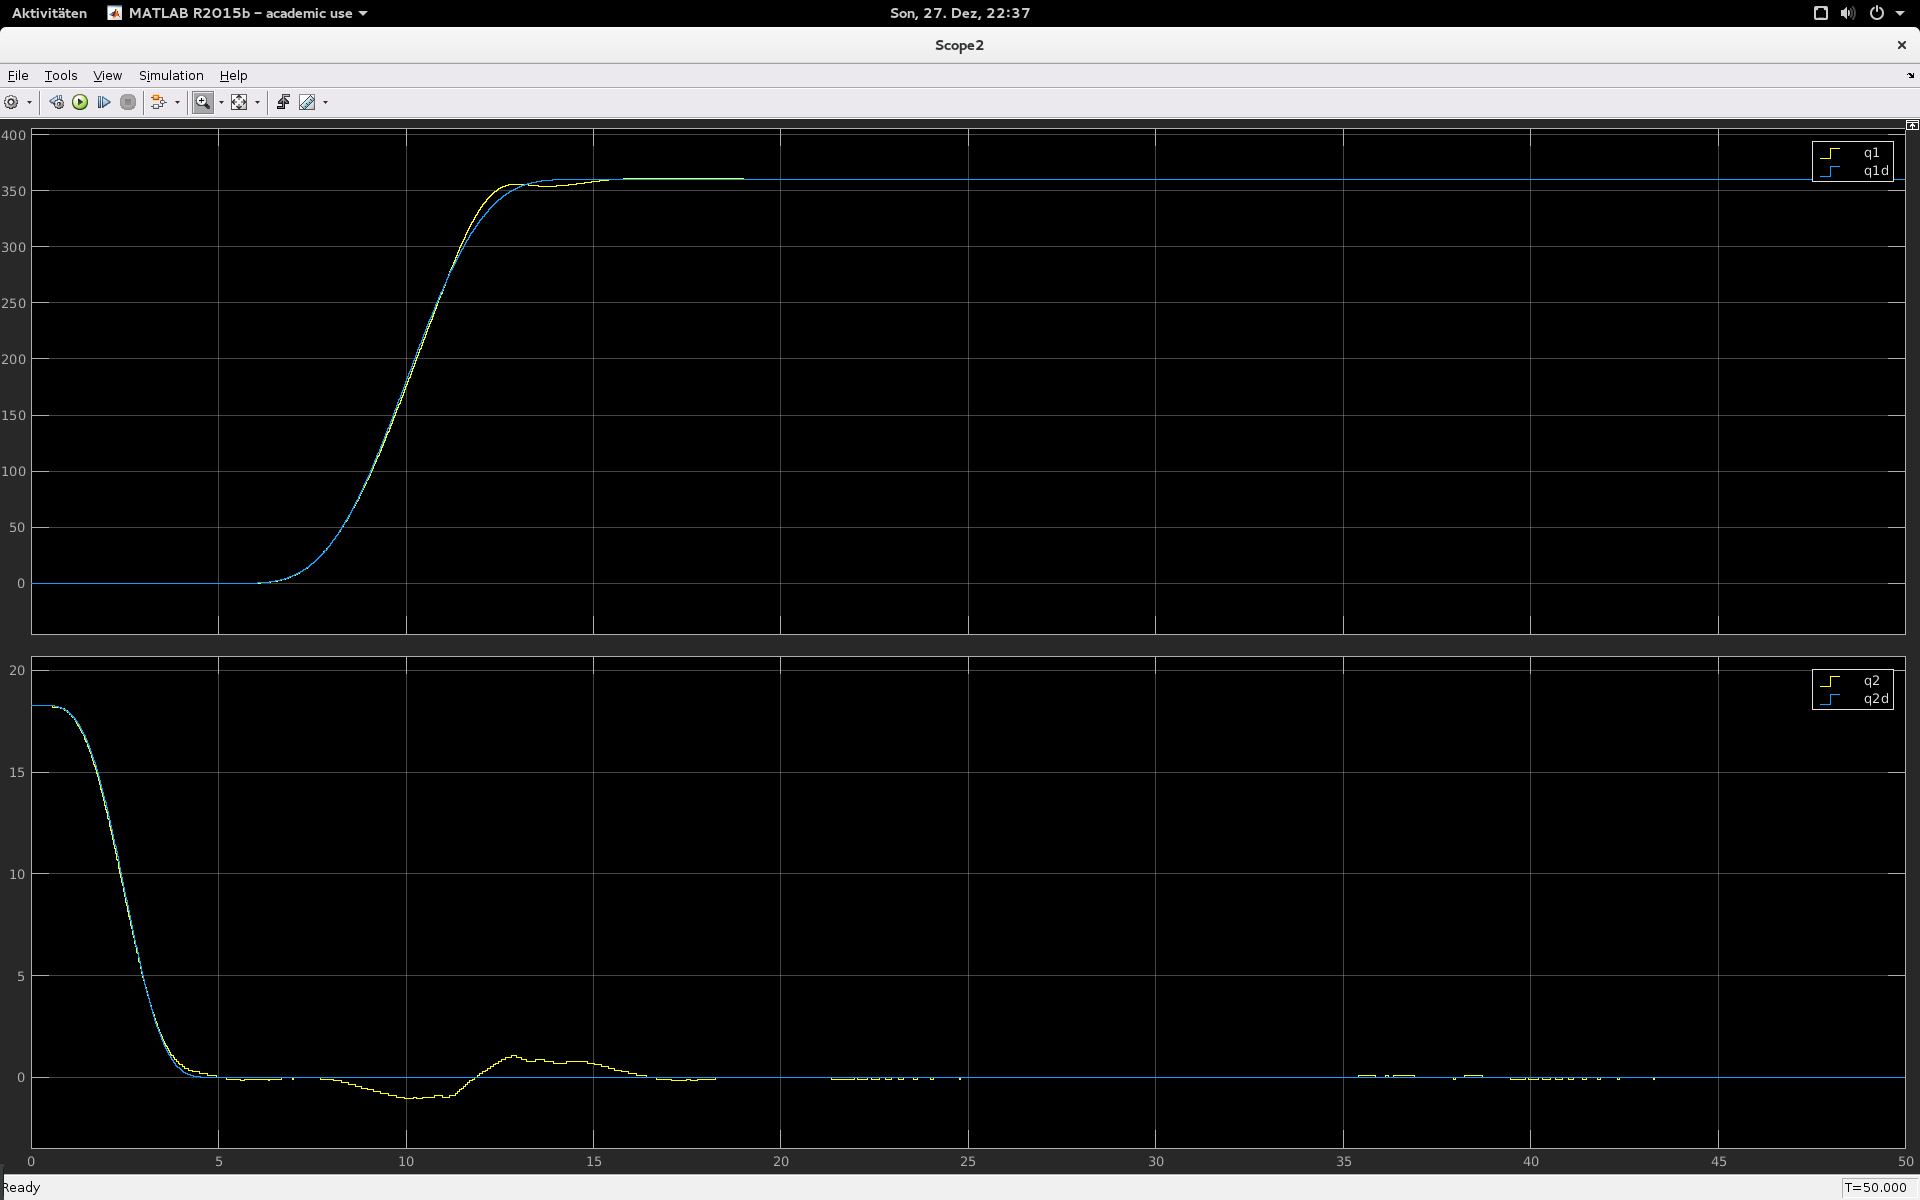 Aktivitäten MATLAB R2015b – academic use Son, 27. Dez, 22:37
Scope2
File Tools View Simulation Help
400
350
300
250
200
150
100
50
0
q1
q1d
20
15
10
5
0
q2
q2d
0 5 10 15 20 25 30 35 40 45 50
Ready T=50.000